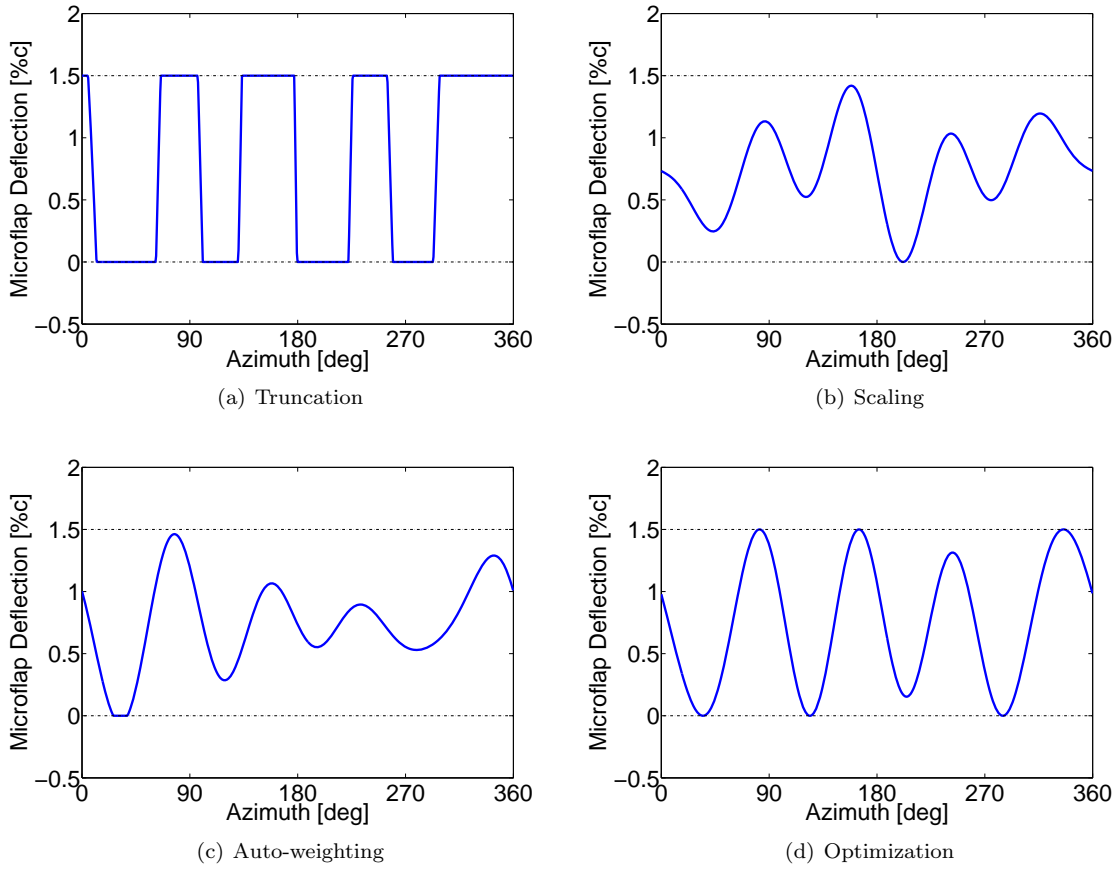 2
1.5
1
0.5
0
−0.5
Microflap Deflection [%c]
0 90 180 270 360
Azimuth [deg]
(a) Truncation
2
1.5
1
0.5
0
−0.5
Microflap Deflection [%c]
0 90 180 270 360
Azimuth [deg]
(b) Scaling
2
1.5
1
0.5
0
−0.5
Microflap Deflection [%c]
0 90 180 270 360
Azimuth [deg]
(c) Auto-weighting
2
1.5
1
0.5
0
−0.5
Microflap Deflection [%c]
0 90 180 270 360
Azimuth [deg]
(d) Optimization